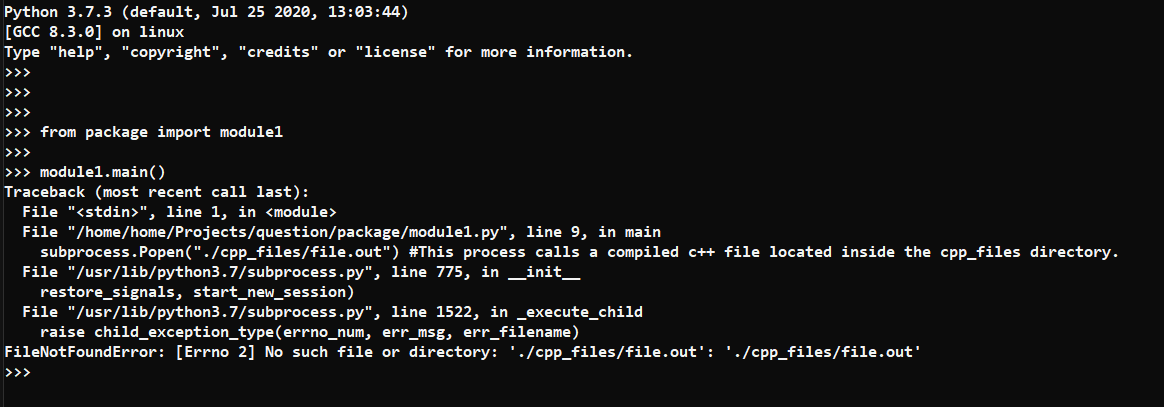 Python 3.7.3 (default, Jul 25 2020, 13:03:44)
[GCC 8.3.0] on linux
Type "help", "copyright", "credits" or "license" for more information.
>>>
>>>
>>>
>>> from package import module1
>>>
>>> module1.main()
Traceback (most recent call last):
  File "<stdin>", line 1, in <module>
  File "/home/home/Projects/question/package/module1.py", line 9, in main
    subprocess.Popen("./cpp_files/file.out") #This process calls a compiled c++ file located inside the cpp_files directory.
  File "/usr/lib/python3.7/subprocess.py", line 775, in __init__
    restore_signals, start_new_session)
  File "/usr/lib/python3.7/subprocess.py", line 1522, in _execute_child
    raise child_exception_type(errno_num, err_msg, err_filename)
FileNotFoundError: [Errno 2] No such file or directory: './cpp_files/file.out': './cpp_files/file.out'
>>>